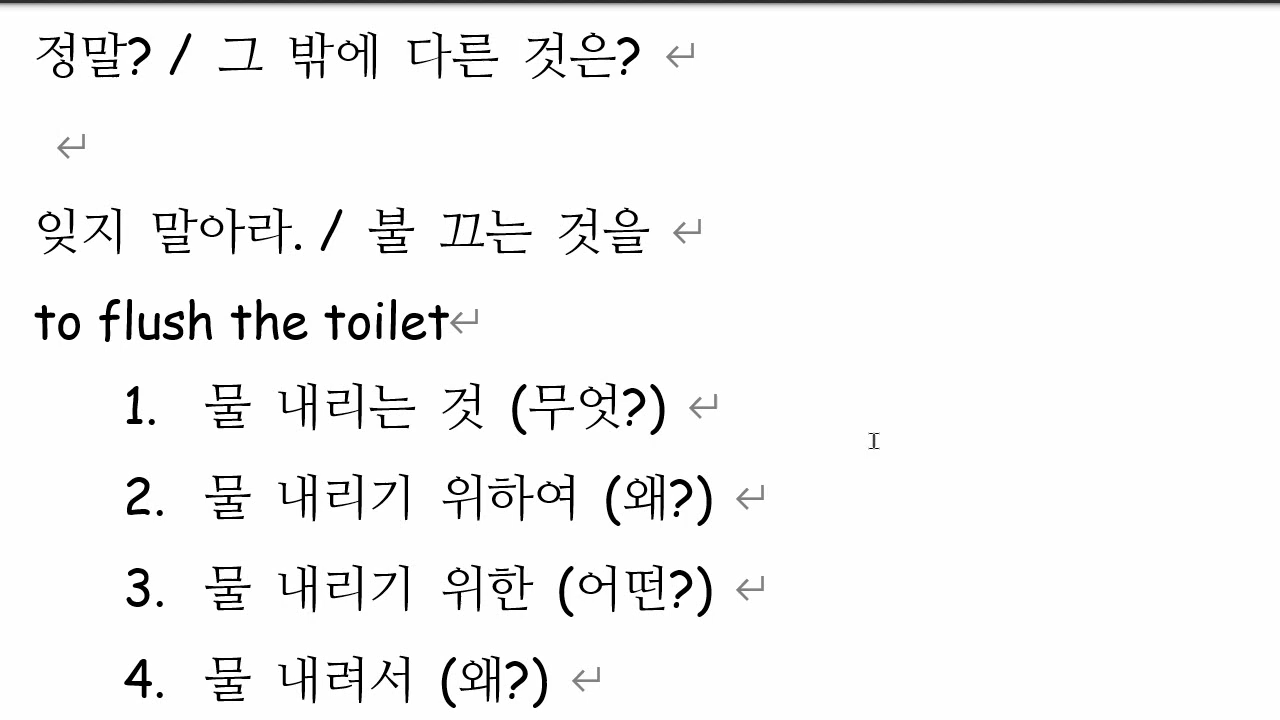 정말? / 그 밖에 다른 것은?
잊지 말아라. / 불 끄는 것을
to flush the toilet
1. 물 내리는 것 (무엇?)
2. 물 내리기 위하여 (왜?)
3. 물 내리기 위한 (어떤?)
4. 물 내려서 (왜?)